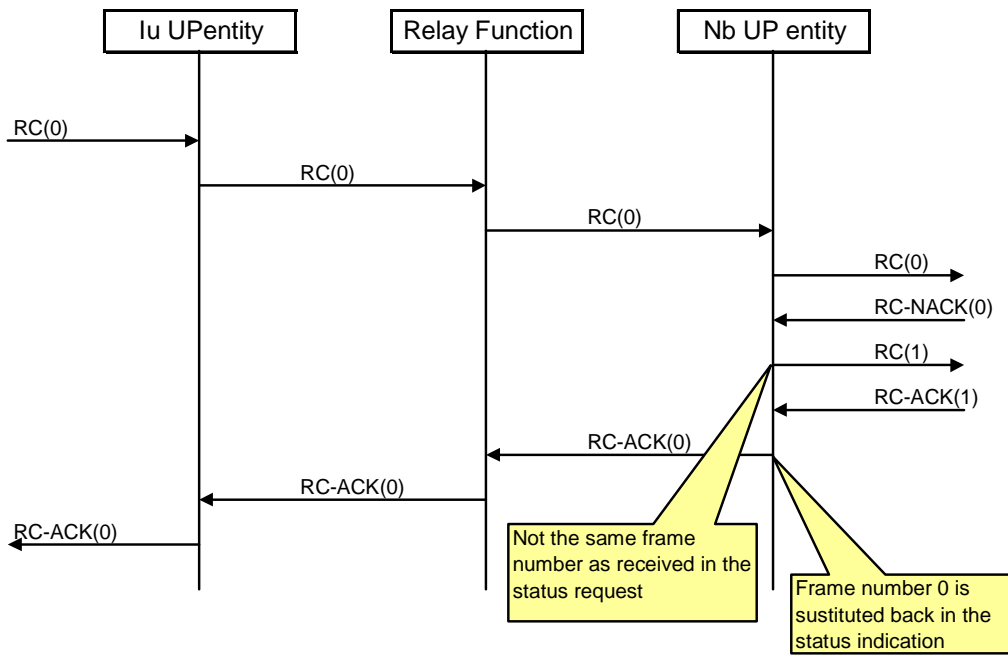 Iu UPentity
Relay Function
Nb UP entity
RC(0)
RC(0)
RC(0)
RC(0)
RC-NACK(0)
RC(1)
RC-ACK(1)
RC-ACK(0)
RC-ACK(0)
RC-ACK(0)
Not the same frame
number as received in the
status request
Frame number 0 is
sustituted back in the
status indication